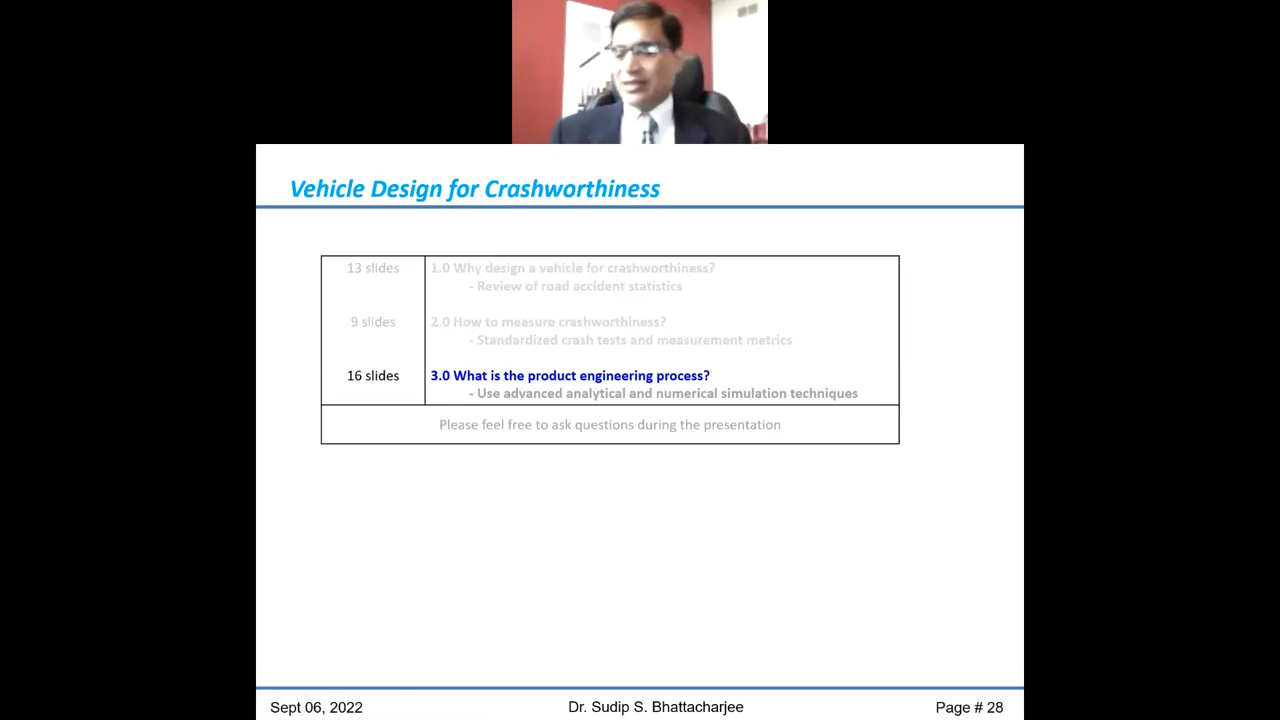 Vehicle Design for Crashworthiness
13 slides
1.0 Why design a vehicle for crashworthiness?
- Review of road accident statistics
9 slides
2.0 How to measure crashworthiness?
- Standardized crash tests and measurement metrics
16 slides
3.0 What is the product engineering process?
- Use advanced analytical and numerical simulation techniques
Please feel free to ask questions during the presentation
Sept 06, 2022
Dr. Sudip S. Bhattacharjee
Page # 28